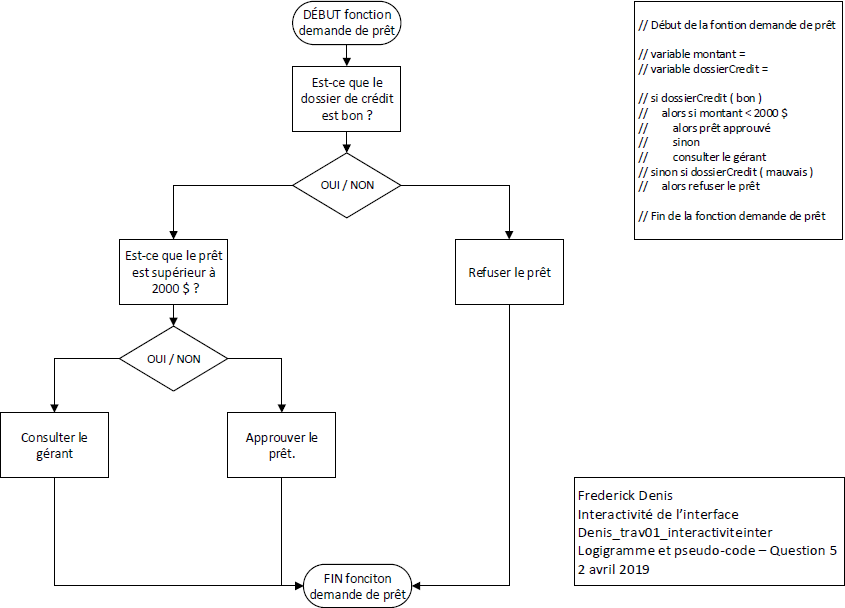 DÉBUT fonction
demande de prêt
Est-ce que le
dossier de crédit
est bon ?
OUI / NON
Est-ce que le prêt
est supérieur à
2000 $ ?
Refuser le prêt
OUI / NON
Consulter le
gérant
Approuver le
prêt.
FIN fonciton
demande de prêt
// Début de la fontion demande de prêt
// variable montant =
// variable dossierCredit =
// si dossierCredit ( bon )
// alors si montant < 2000 $
// alors prêt approuvé
// sinon
// consulter le gérant
// sinon si dossierCredit ( mauvais )
// alors refuser le prêt
// Fin de la fonction demande de prêt
Frederick Denis
Interactivité de l'interface
Denis_trav01_interactiviteinter
Logigramme et pseudo-code – Question 5
2 avril 2019